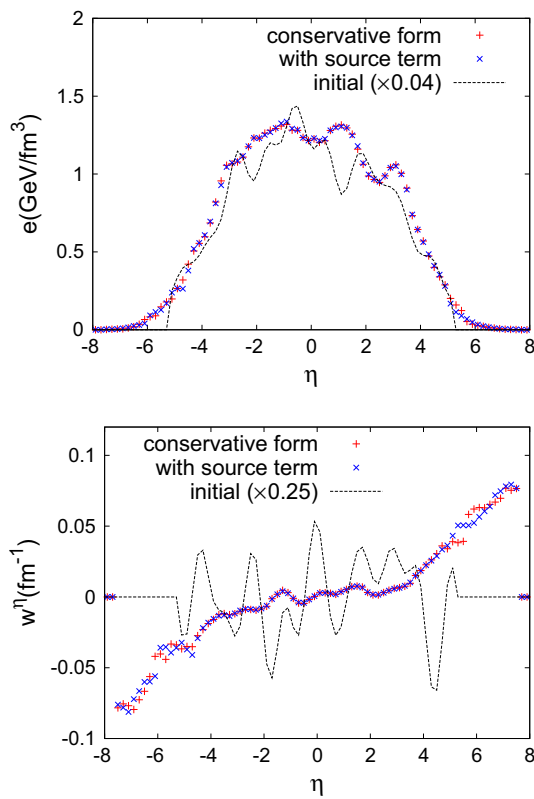 conservative form
with source term
initial (×0.04)
e(GeV/fm³)
2
1.5
1
0.5
0
-8 -6 -4 -2 0 2 4 6 8
η
conservative form
with source term
initial (×0.25)
w^η(fm⁻¹)
0.1
0.05
0
-0.05
-0.1
-8 -6 -4 -2 0 2 4 6 8
η